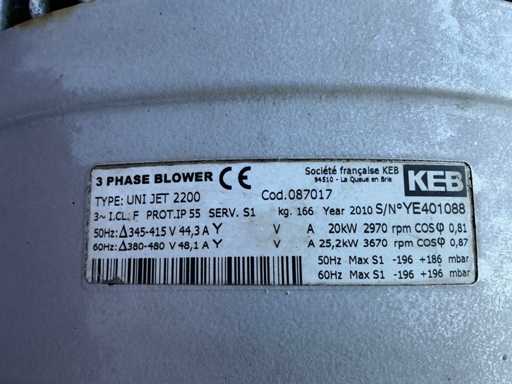 3 PHASE BLOWER CE Société française KEB
94510 - La Queue en Brie KEB
TYPE: UNI JET 2200 Cod.087017
3~ I.CL. F PROT.IP 55 SERV. S1 kg. 166 Year 2010 S/N°YE401088
50Hz: Δ345-415 V 44,3 A Y V A 20kW 2970 rpm COSφ 0,81
60Hz: Δ380-480 V 48,1 A Y V A 25,2kW 3670 rpm COSφ 0,87
50Hz Max S1 -196 +186 mbar
60Hz Max S1 -196 +196 mbar